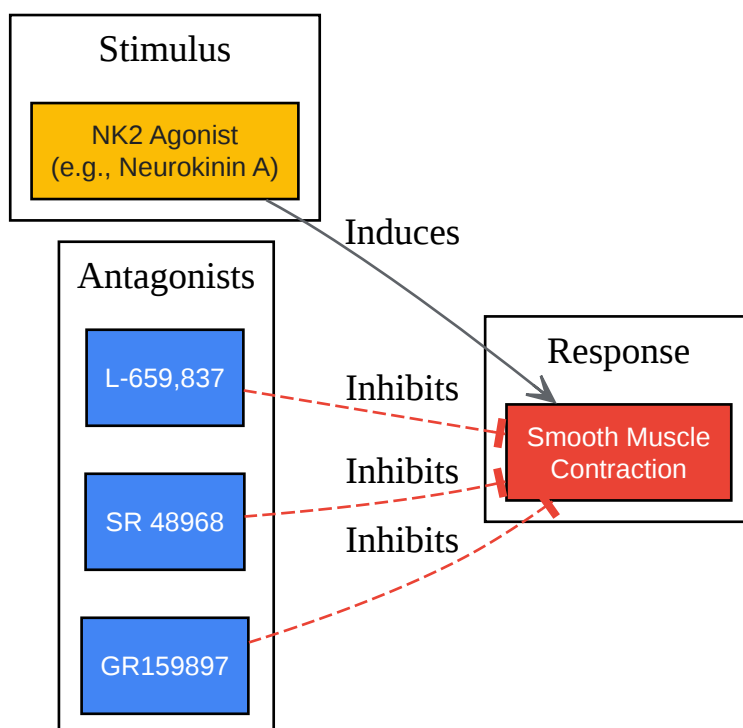 Stimulus
NK2 Agonist
(e.g., Neurokinin A)
Induces
Antagonists
L-659,837
SR 48968
GR159897
Inhibits
Inhibits
Inhibits
Response
Smooth Muscle
Contraction